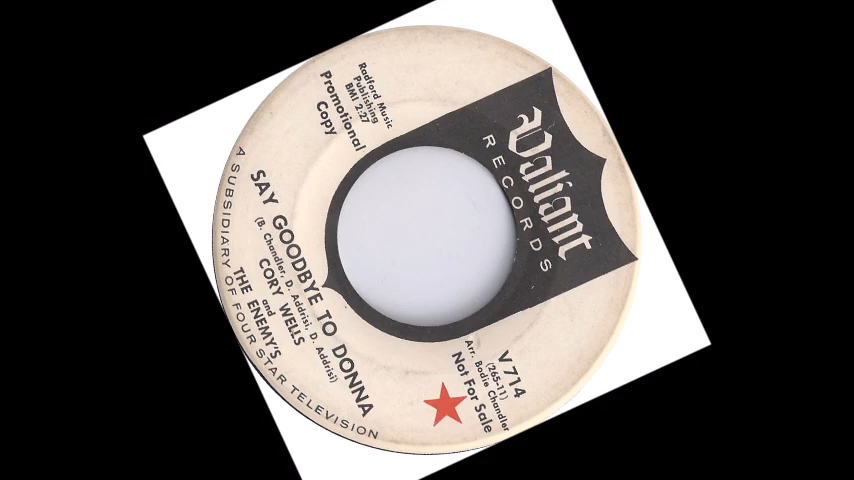 Valiant
RECORDS
Radford Music
Publishing
BMI 2:27
Promotional
Copy
V 714
(265-11)
Arr. Bodie Chandler
Not For Sale
SAY GOODBYE TO DONNA
(B. Chandler, D. Addrisi, D. Addrisi)
CORY WELLS
and
THE ENEMY'S
A SUBSIDIARY OF FOUR STAR TELEVISION